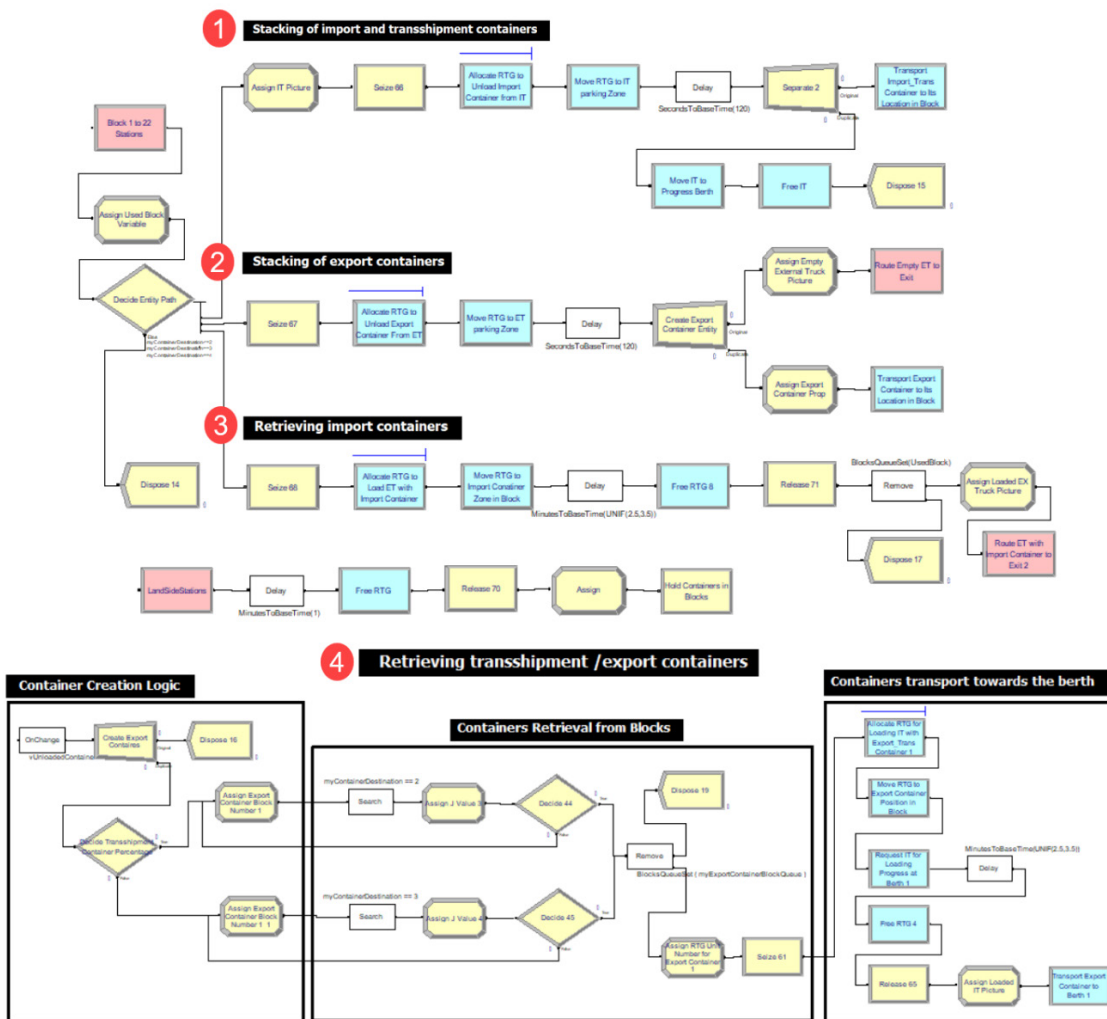 1
Stacking of import and transshipment containers
Assign IT Picture
Seize 66
Allocate RTG to
Unload Import
Container from IT
Move RTG to IT
parking Zone
Delay
SecondsToBaseTime(120)
Separate 2
Original
Duplicate
Transport
Import_Trans
Container to Its
Location in Block
Block 1 to 22
Stations
Move IT to
Progress Berth
Free IT
Dispose 15
Assign Used Block
Variable
2
Stacking of export containers
Decide Entity Path
Else
myContainerDestination==
myContainerDestination==
myContainerDestination==
Seize 67
Allocate RTG to
Unload Export
Container From ET
Move RTG to ET
parking Zone
Delay
SecondsToBaseTime(120)
Create Export
Container Entity
Original
Duplicate
Assign Empty
External Truck
Picture
Route Empty ET to
Exit
Assign Export
Container Prop
Transport Export
Container to Its
Location in Block
3
Retrieving import containers
Dispose 14
Seize 68
Allocate RTG to
Load ET with
Import Container
Move RTG to
Import Conatiner
Zone in Block
Delay
MinutesToBaseTime(UNIF(2.5,3.5))
Free RTG 8
Release 71
BlocksQueueSet(UsedBlock)
Remove
Assign Loaded EX
Truck Picture
Dispose 17
Route ET with
Import Container to
Exit 2
LandSideStations
Delay
MinutesToBaseTime(1)
Free RTG
Release 70
Assign
Hold Containers in
Blocks
4
Retrieving transshipment /export containers
Container Creation Logic
OnChange
vUnloadedContainer
Create Export
Containes
Original
Duplicate
Dispose 16
Assign Export
Container Block
Number 1
Decide Transshipment
Container Percentage
True
False
Assign Export
Container Block
Number 1 1
Containers Retrieval from Blocks
myContainerDestination == 2
Search
Assign J Value 3
Decide 44
True
False
Dispose 19
Remove
BlocksQueueSet ( myExportContainerBlockQueue )
myContainerDestination == 3
Search
Assign J Value 4
Decide 45
True
False
Assign RTG Unit
Number for
Export Container
1
Seize 61
Containers transport towards the berth
Allocate RTG for
Loading IT with
Export_Trans
Container 1
Move RTG to
Export Container
Position in
Block
Request IT for
Loading
Progress at
Berth 1
MinutesToBaseTime(UNIF(2.5,3.5))
Delay
Free RTG 4
Release 65
Assign Loaded
IT Picture
Transport Export
Container to
Berth 1